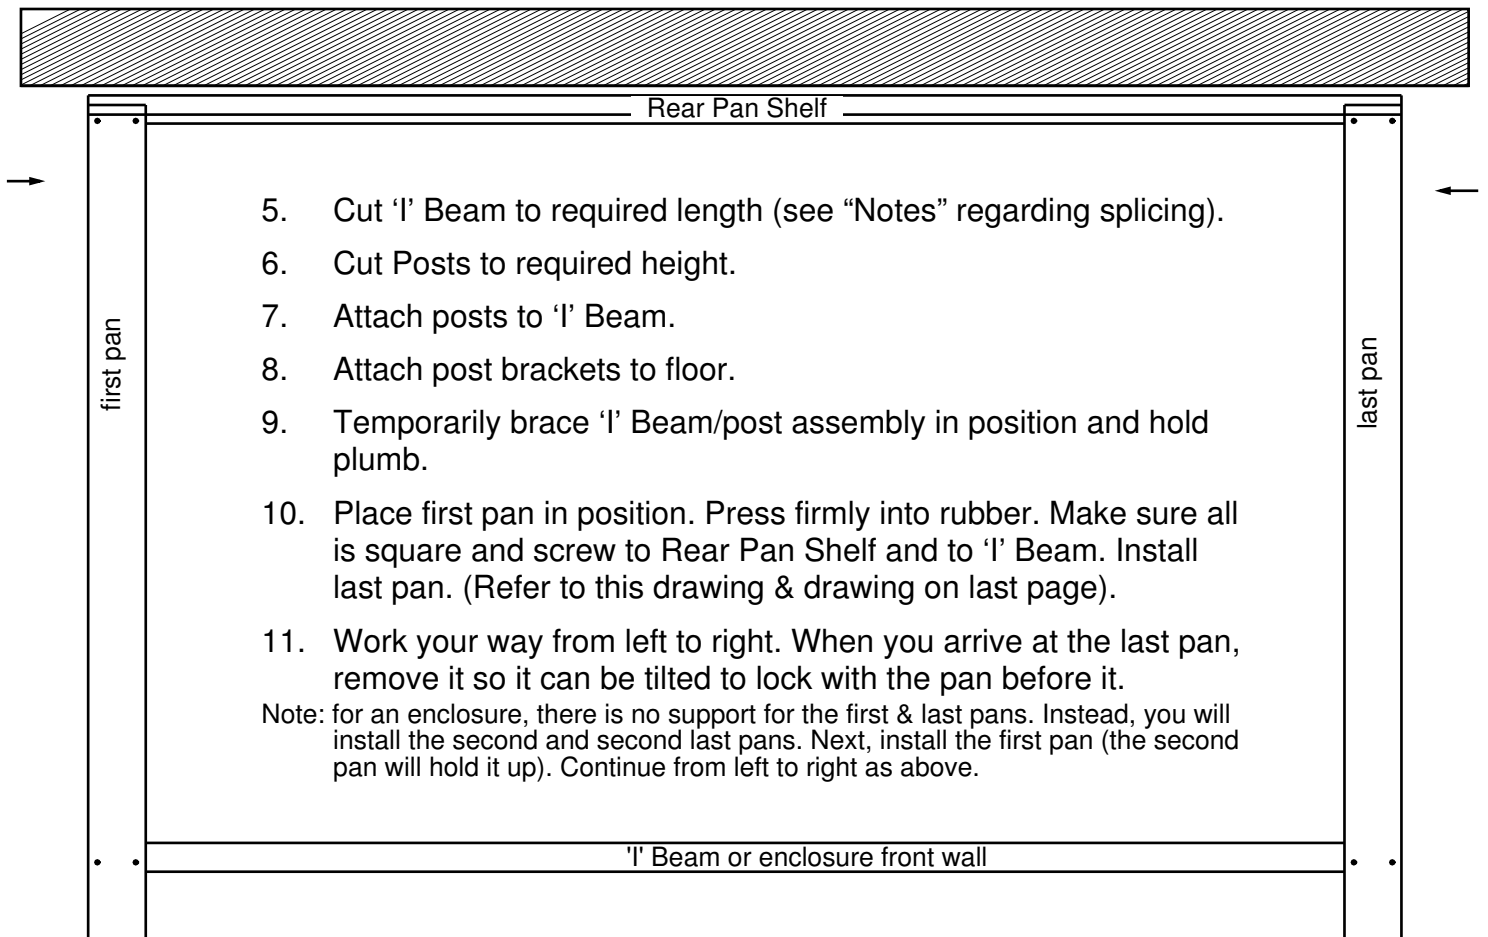 Rear Pan Shelf
5. Cut ‘I’ Beam to required length (see “Notes” regarding splicing).
6. Cut Posts to required height.
7. Attach posts to ‘I’ Beam.
8. Attach post brackets to floor.
9. Temporarily brace ‘I’ Beam/post assembly in position and hold
plumb.
10. Place first pan in position. Press firmly into rubber. Make sure all
is square and screw to Rear Pan Shelf and to ‘I’ Beam. Install
last pan. (Refer to this drawing & drawing on last page).
11. Work your way from left to right. When you arrive at the last pan,
remove it so it can be tilted to lock with the pan before it.
Note: for an enclosure, there is no support for the first & last pans. Instead, you will
install the second and second last pans. Next, install the first pan (the second
pan will hold it up). Continue from left to right as above.
first pan
last pan
'I' Beam or enclosure front wall